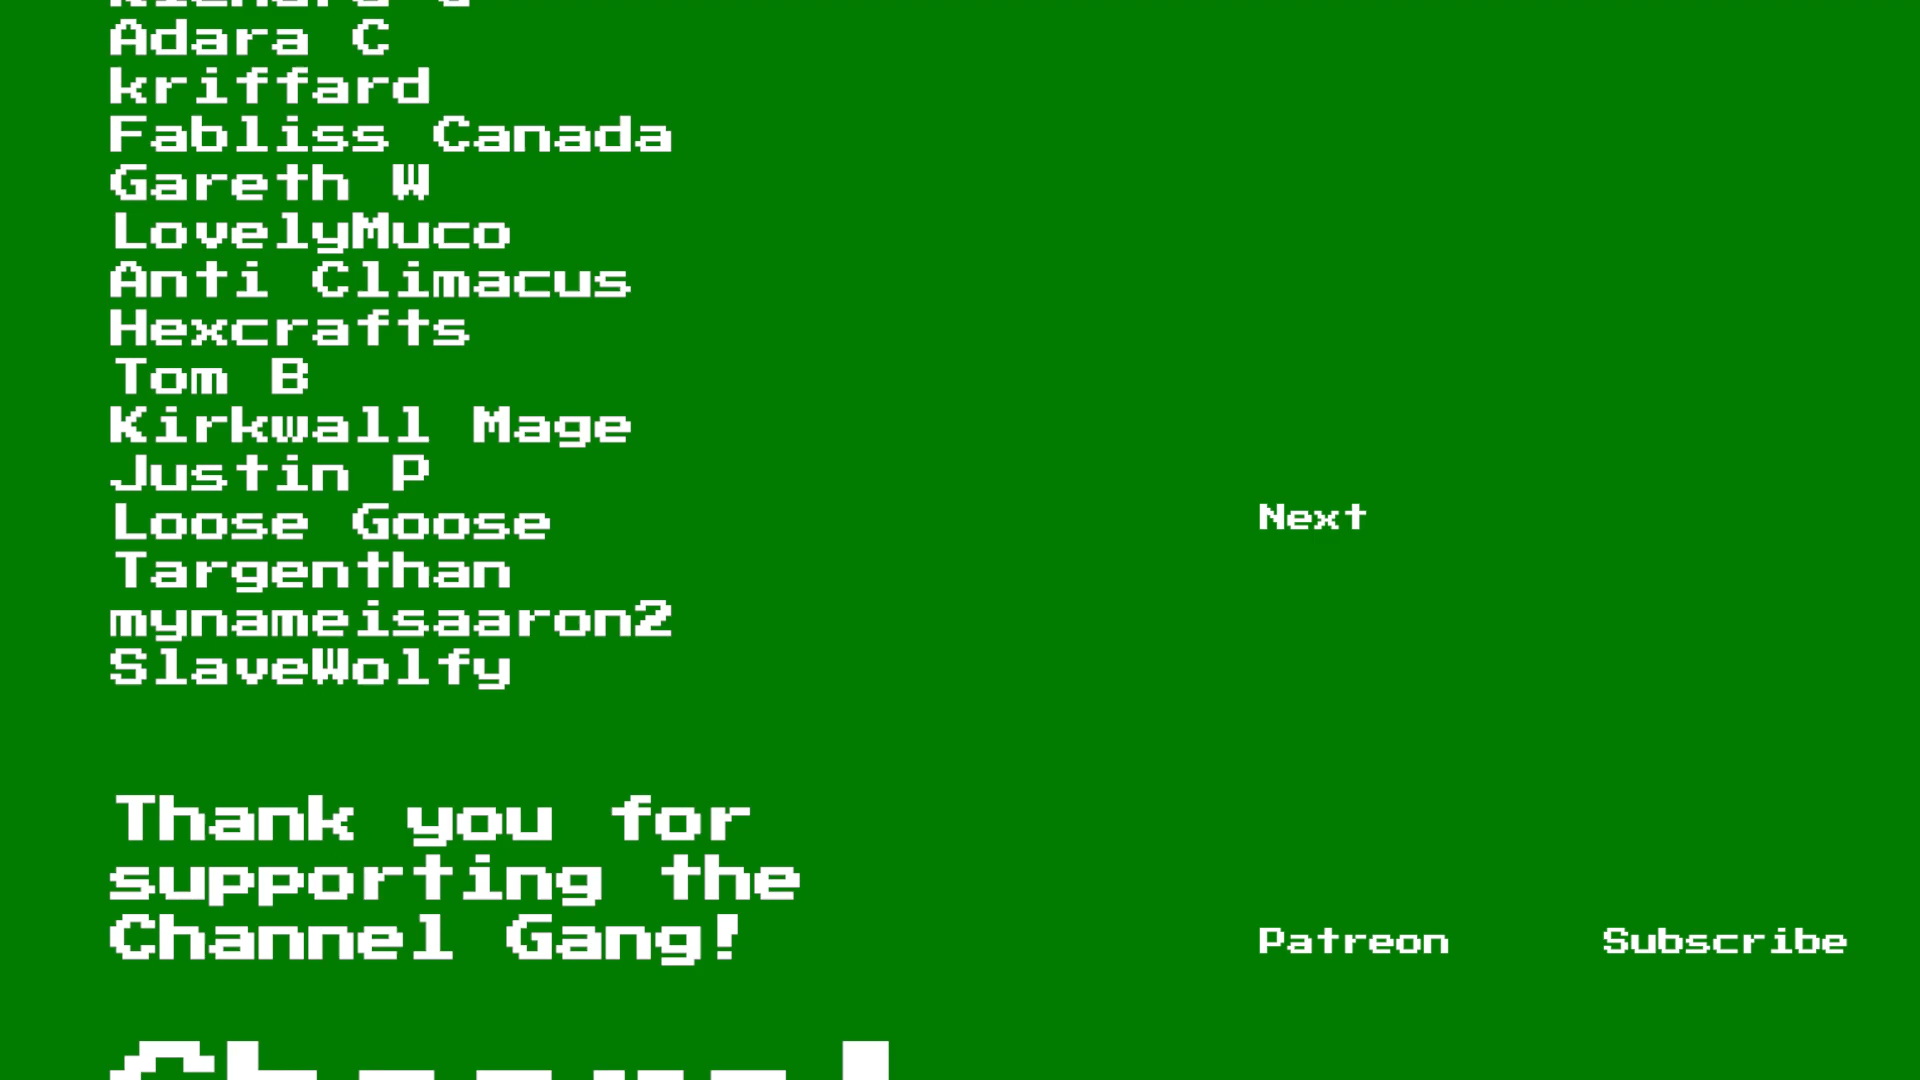 Adara C
kriffard
Fabliss Canada
Gareth W
LovelyMuco
Anti Climacus
Hexcrafts
Tom B
Kirkwall Mage
Justin P
Loose Goose
Next
Targenthan
mynameisaaron2
SlaveWolfy
Thank you for
supporting the
Channel Gang!
Patreon
Subscribe